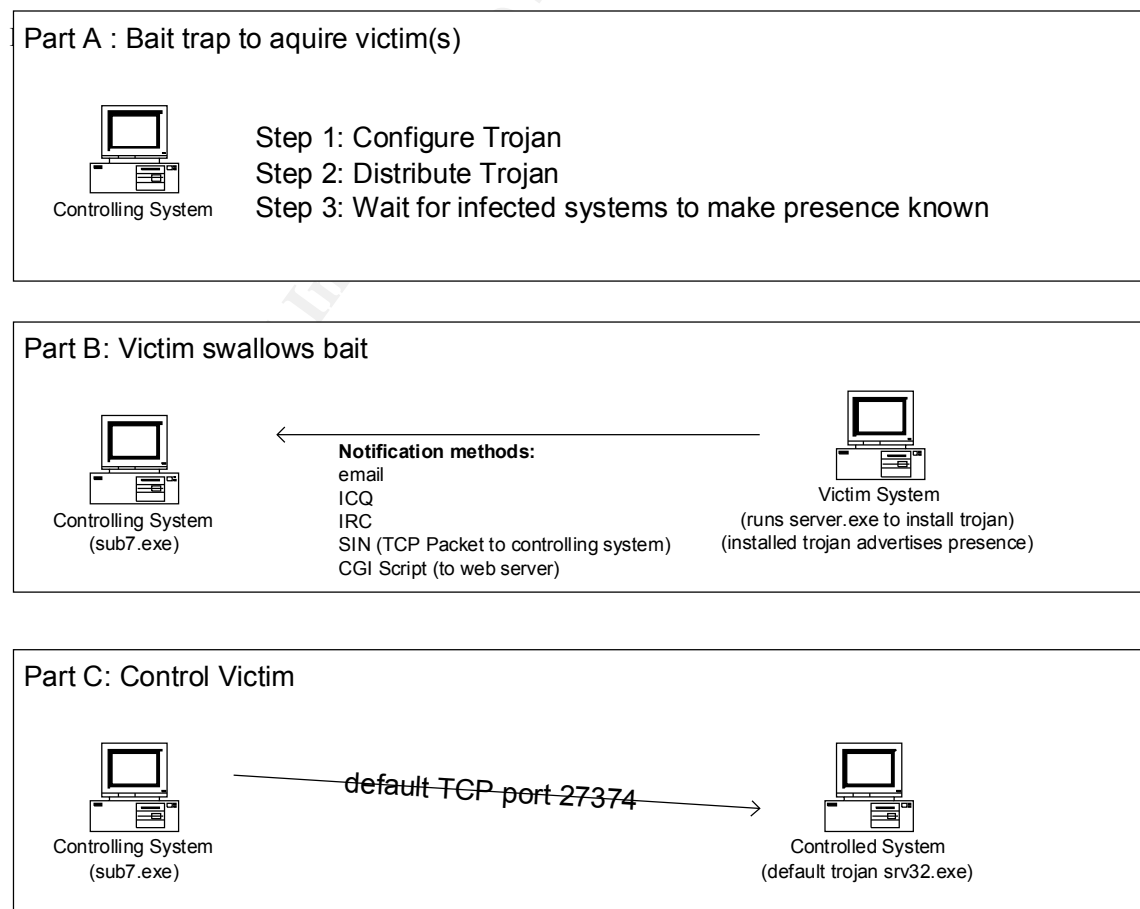 Part A : Bait trap to aquire victim(s)
Step 1: Configure Trojan
Step 2: Distribute Trojan
Step 3: Wait for infected systems to make presence known
Controlling System
Part B: Victim swallows bait
Notification methods:
email
ICQ
IRC
SIN (TCP Packet to controlling system)
CGI Script (to web server)
Controlling System
(sub7.exe)
Victim System
(runs server.exe to install trojan)
(installed trojan advertises presence)
Part C: Control Victim
default TCP port 27374
Controlling System
(sub7.exe)
Controlled System
(default trojan srv32.exe)